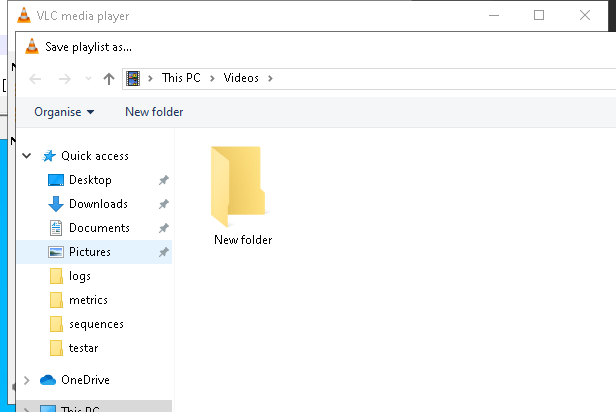 VLC media player
Save playlist as...
This PC > Videos >
Organise New folder
Quick access
Desktop
Downloads
Documents
Pictures
logs
metrics
sequences
testar
OneDrive
This PC
New folder